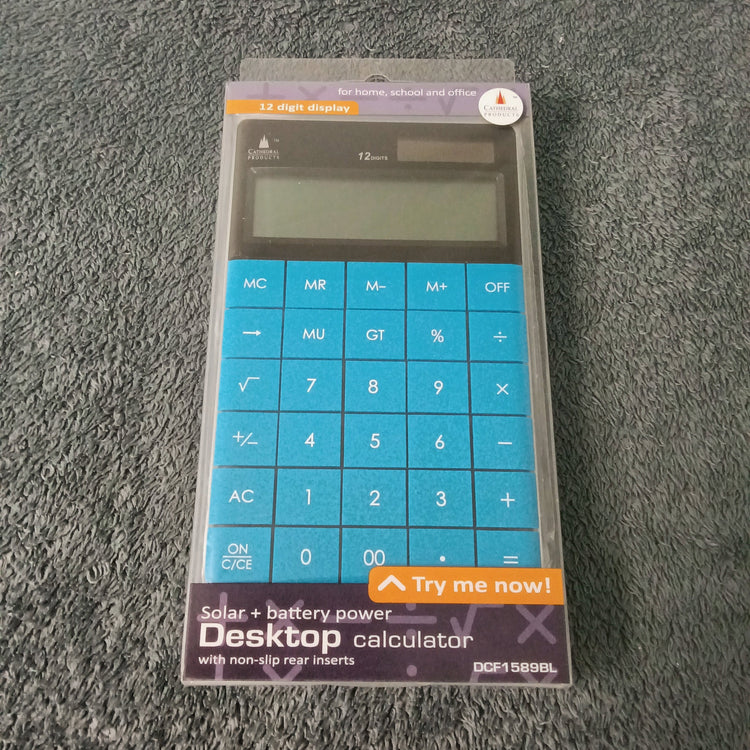 for home, school and office
12 digit display
CATHEDRAL
PRODUCTS
™
CATHEDRAL
PRODUCTS
12 DIGITS
MC MR M− M+ OFF
→ MU GT % ÷
√ 7 8 9 ×
+/− 4 5 6 −
AC 1 2 3 +
ON
C/CE 0 00 . =
Try me now!
Solar + battery power
Desktop calculator
with non-slip rear inserts
DCF1589BL